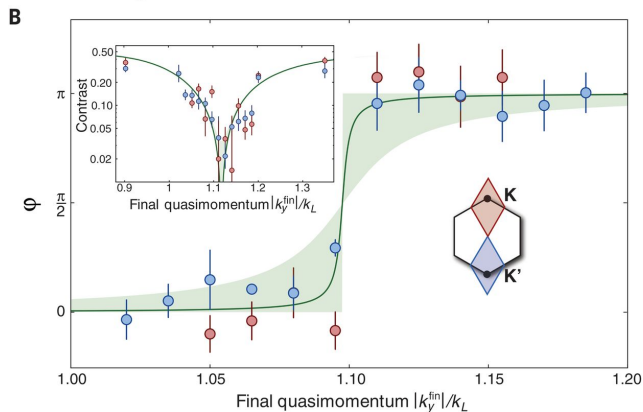 B
0.50
0.20
0.10
0.05
0.02
Contrast
0.9 1 1.1 1.2 1.3
Final quasimomentum |k_y^fin|/k_L
π
π/2
0
φ
K
K'
1.00 1.05 1.10 1.15 1.20
Final quasimomentum |k_y^fin|/k_L